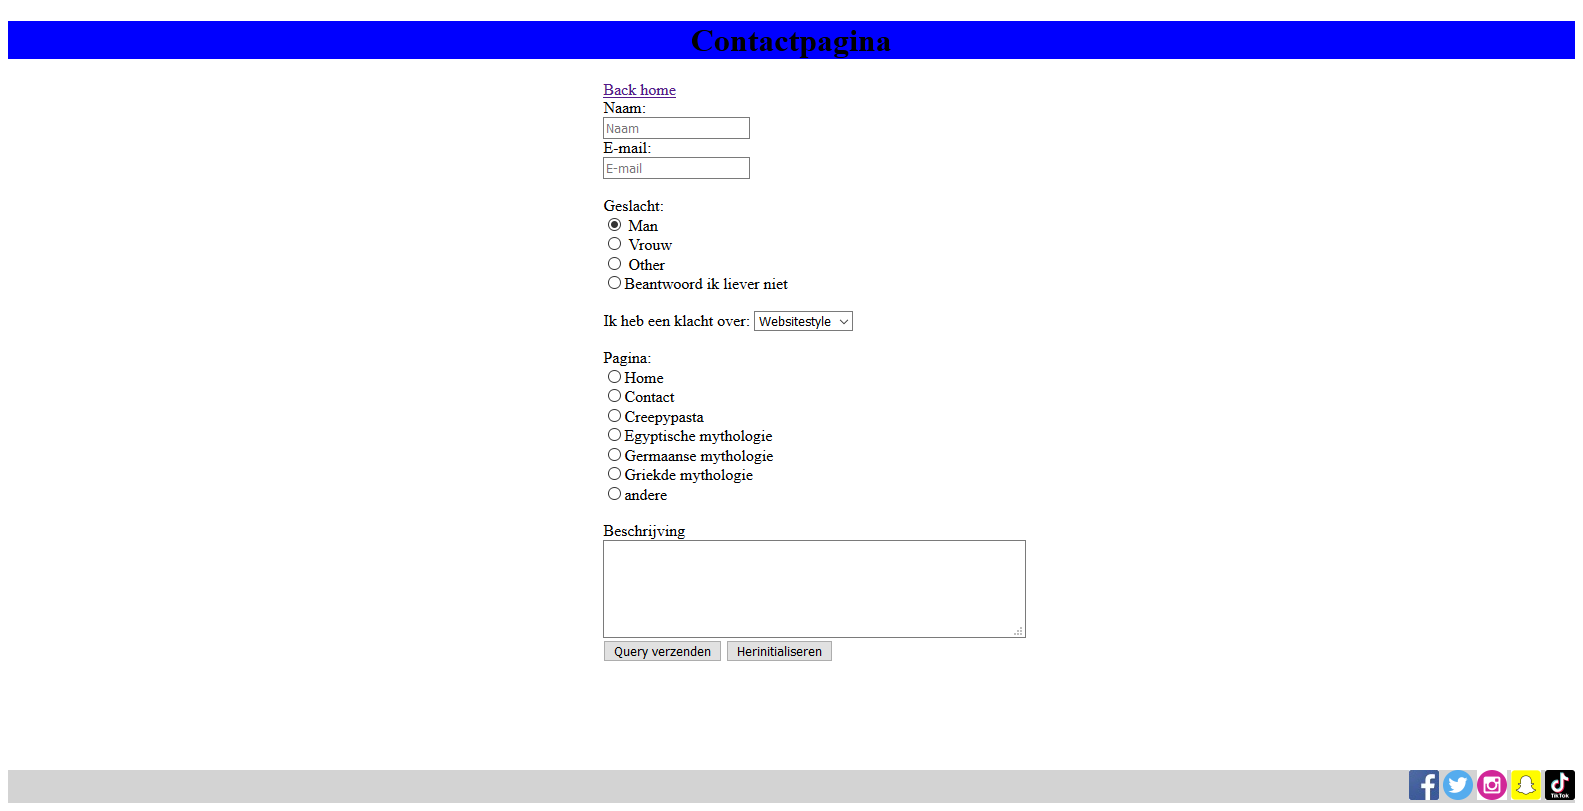 Contactpagina
Back home
Naam:
Naam
E-mail:
E-mail
Geslacht:
Man
Vrouw
Other
Beantwoord ik liever niet
Ik heb een klacht over: Websitestyle
Pagina:
Home
Contact
Creepypasta
Egyptische mythologie
Germaanse mythologie
Griekde mythologie
andere
Beschrijving
Query verzenden Herinitialiseren
TikTok